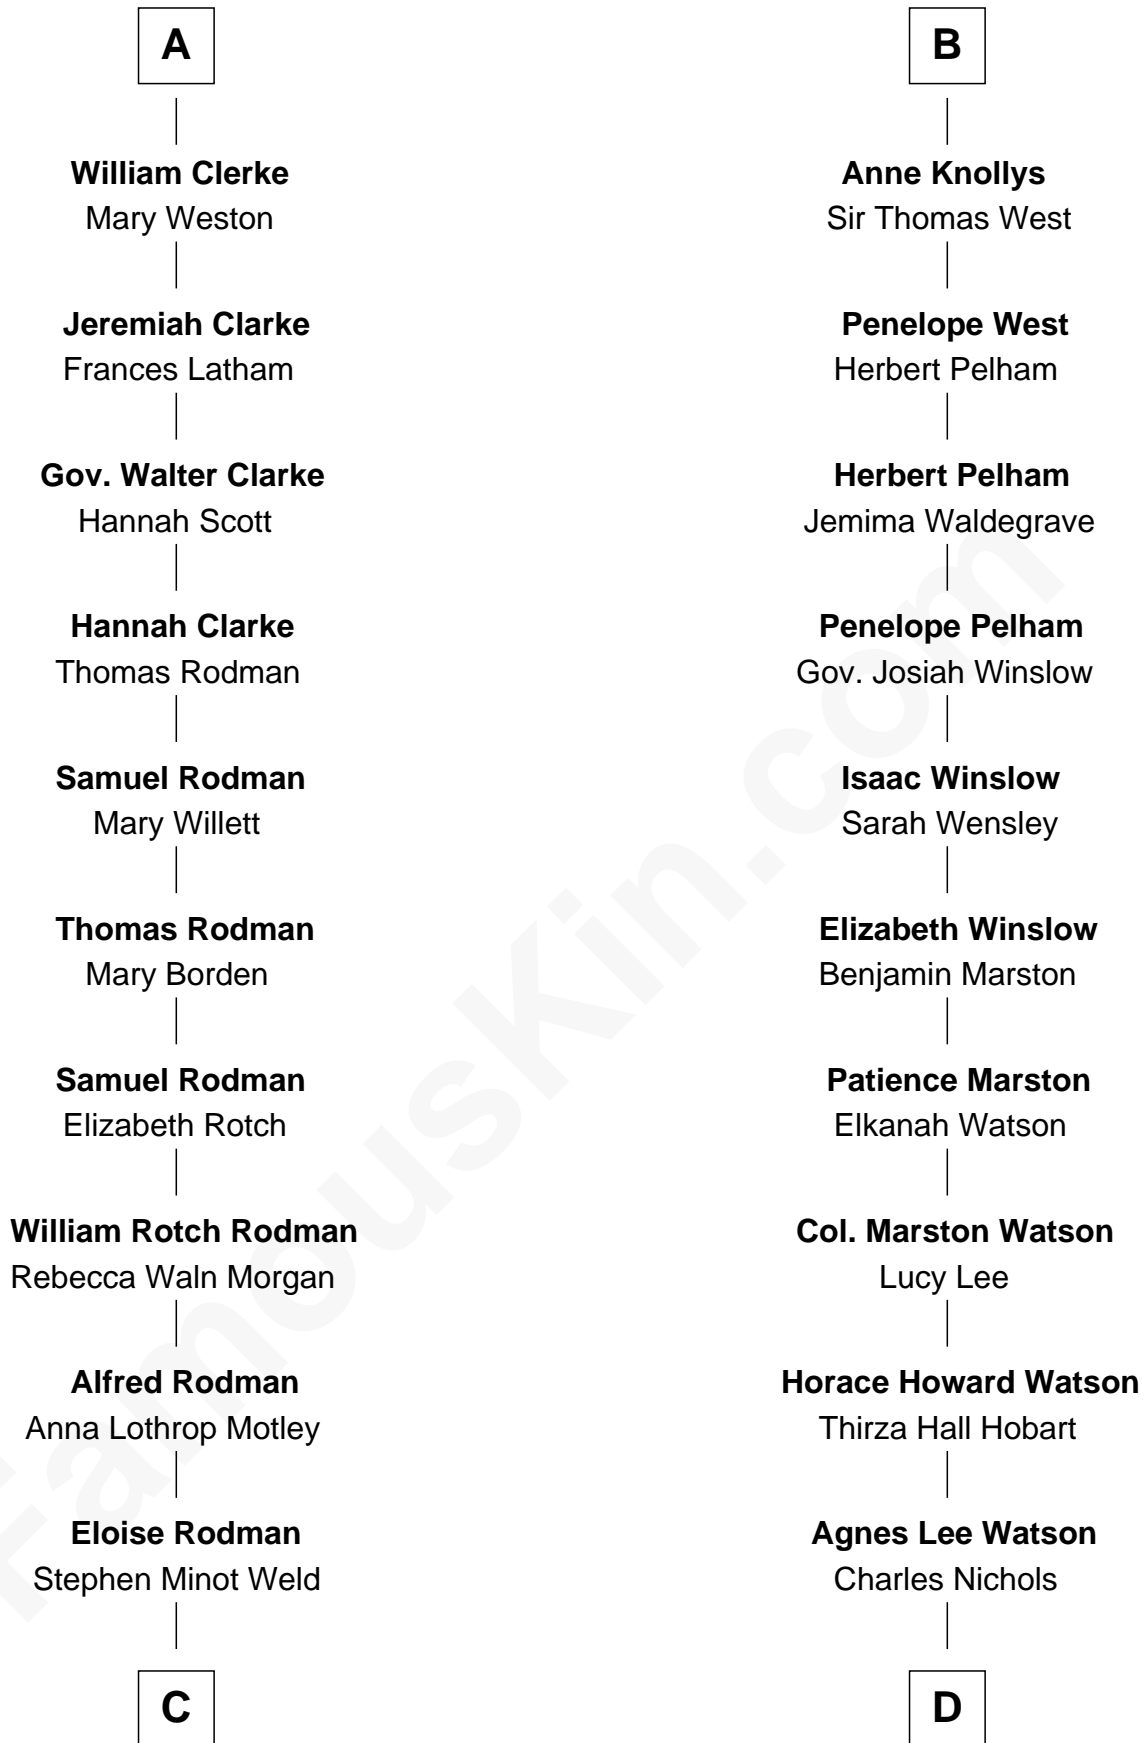 A
William Clerke
Mary Weston
Jeremiah Clarke
Frances Latham
Gov. Walter Clarke
Hannah Scott
Hannah Clarke
Thomas Rodman
Samuel Rodman
Mary Willett
Thomas Rodman
Mary Borden
Samuel Rodman
Elizabeth Rotch
William Rotch Rodman
Rebecca Waln Morgan
Alfred Rodman
Anna Lothrop Motley
Eloise Rodman
Stephen Minot Weld
C
B
Anne Knollys
Sir Thomas West
Penelope West
Herbert Pelham
Herbert Pelham
Jemima Waldegrave
Penelope Pelham
Gov. Josiah Winslow
Isaac Winslow
Sarah Wensley
Elizabeth Winslow
Benjamin Marston
Patience Marston
Elkanah Watson
Col. Marston Watson
Lucy Lee
Horace Howard Watson
Thirza Hall Hobart
Agnes Lee Watson
Charles Nichols
D
FamousKin.com